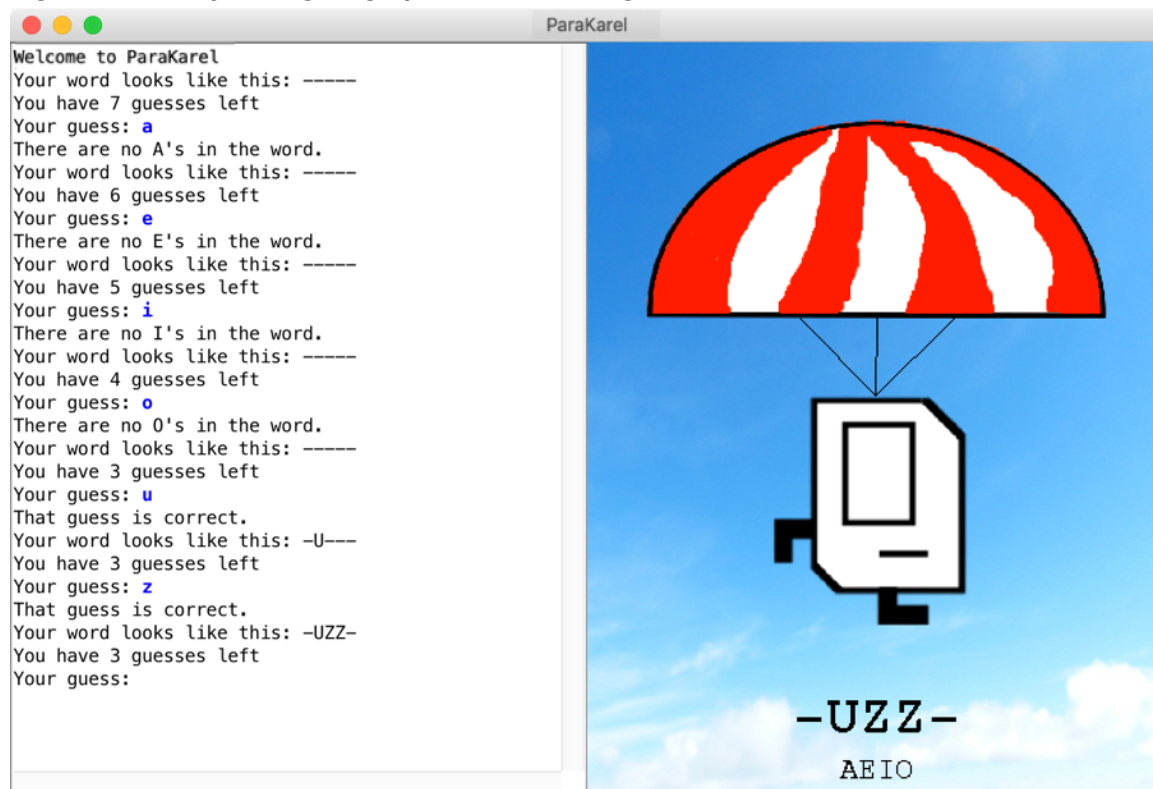 ParaKarel
Welcome to ParaKarel
Your word looks like this: -----
You have 7 guesses left
Your guess: a
There are no A's in the word.
Your word looks like this: -----
You have 6 guesses left
Your guess: e
There are no E's in the word.
Your word looks like this: -----
You have 5 guesses left
Your guess: i
There are no I's in the word.
Your word looks like this: -----
You have 4 guesses left
Your guess: o
There are no O's in the word.
Your word looks like this: -----
You have 3 guesses left
Your guess: u
That guess is correct.
Your word looks like this: -U---
You have 3 guesses left
Your guess: z
That guess is correct.
Your word looks like this: -UZZ-
You have 3 guesses left
Your guess:
-UZZ-
AEIO